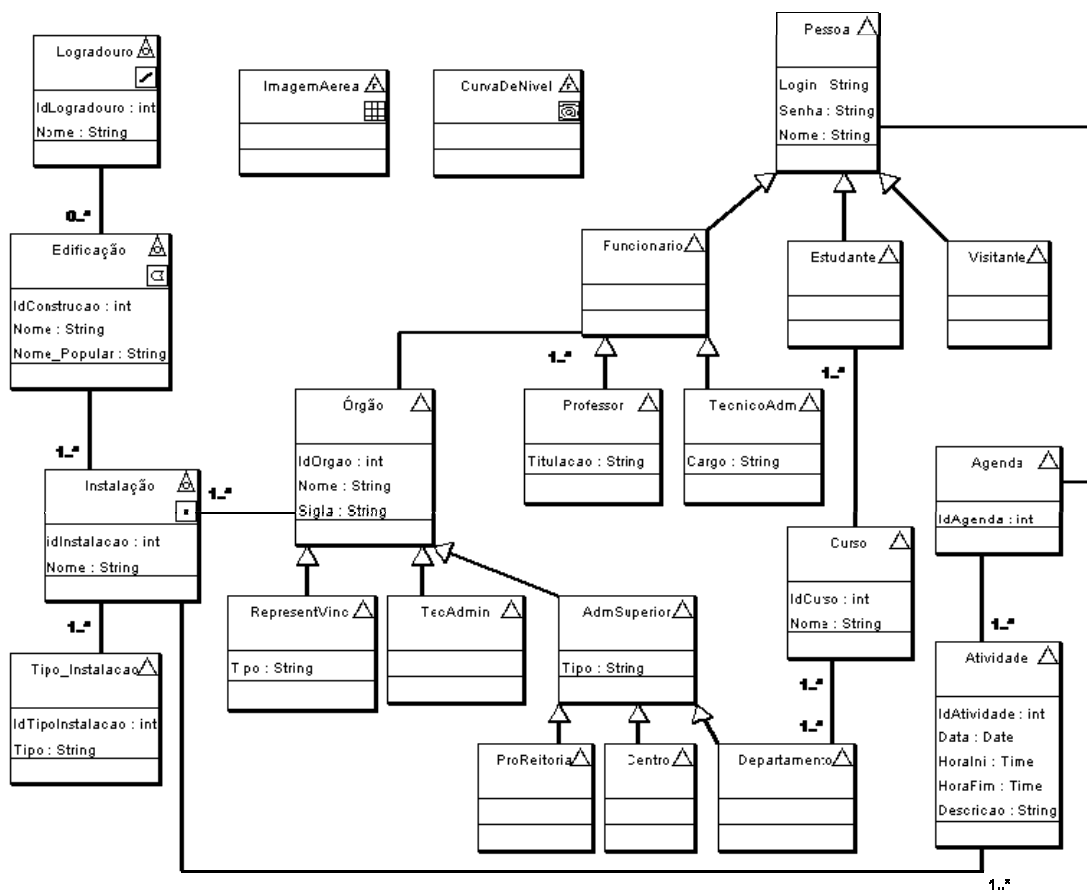 Pessoa
Login String
Senha : String
Nome : String
Logradouro
IdLogradouro : int
Nome : String
ImagemAerea
F
CurvaDeNivel
F
0..*
Edificação
IdConstrucao : int
Nome : String
Nome_Popular : String
Funcionario
Estudante
Visitante
1..*
1..*
Órgão
IdOrgao : int
Nome : String
Sigla : String
Professor
Titulacao : String
TecnicoAdm
Cargo : String
1..*
Instalação
idInstalacao : int
Nome : String
1..*
Agenda
IdAgenda : int
Curso
IdCurso : int
Nome : String
RepresentVinc
Tipo : String
TecAdmin
AdmSuperior
Tipo : String
1..*
Tipo_Instalacao
IdTipoInstalacao : int
Tipo : String
1..*
Atividade
IdAtividade : int
Data : Date
HoraIni : Time
HoraFim : Time
Descricao : String
1..*
1..*
ProReitoria
Centro
Departamento
1..*